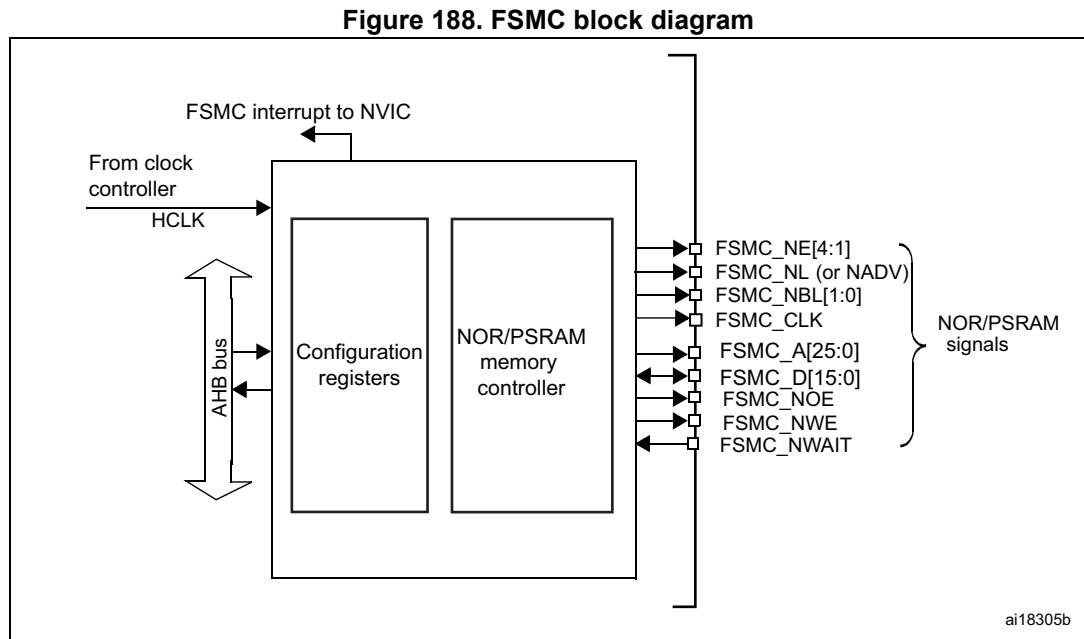 Figure 188. FSMC block diagram
FSMC interrupt to NVIC
From clock
controller
HCLK
AHB bus
Configuration
registers
NOR/PSRAM
memory
controller
FSMC_NE[4:1]
FSMC_NL (or NADV)
FSMC_NBL[1:0]
FSMC_CLK
FSMC_A[25:0]
FSMC_D[15:0]
FSMC_NOE
FSMC_NWE
FSMC_NWAIT
NOR/PSRAM
signals
ai18305b